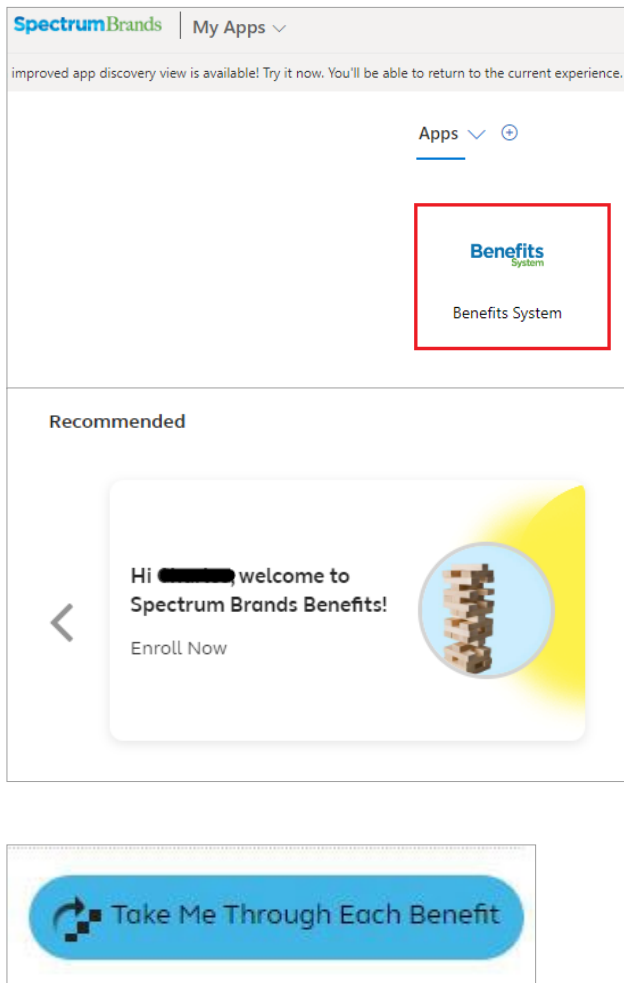 SpectrumBrands My Apps
improved app discovery view is available! Try it now. You'll be able to return to the current experience.
Apps
Benefits
System
Benefits System
Recommended
Hi , welcome to
Spectrum Brands Benefits!
Enroll Now
Take Me Through Each Benefit